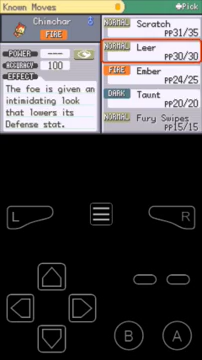 Known Moves
Pick
Chimchar
FIRE
POWER
---
ACCURACY
100
EFFECT
The foe is given an
intimidating look
that lowers its
Defense stat.
NORMAL Scratch
PP31/35
NORMAL Leer
PP30/30
FIRE Ember
PP24/25
DARK Taunt
PP20/20
NORMAL Fury Swipes
PP15/15
L
R
B
A